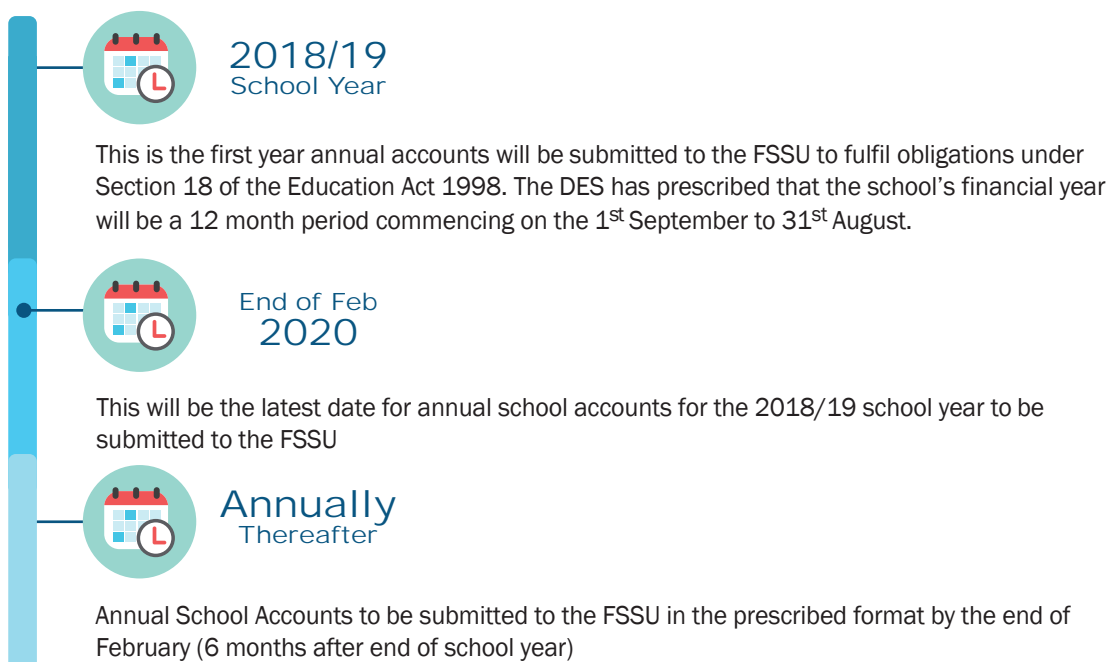 2018/19
School Year
This is the first year annual accounts will be submitted to the FSSU to fulfil obligations under
Section 18 of the Education Act 1998. The DES has prescribed that the school's financial year
will be a 12 month period commencing on the 1st September to 31st August.
End of Feb
2020
This will be the latest date for annual school accounts for the 2018/19 school year to be
submitted to the FSSU
Annually
Thereafter
Annual School Accounts to be submitted to the FSSU in the prescribed format by the end of
February (6 months after end of school year)